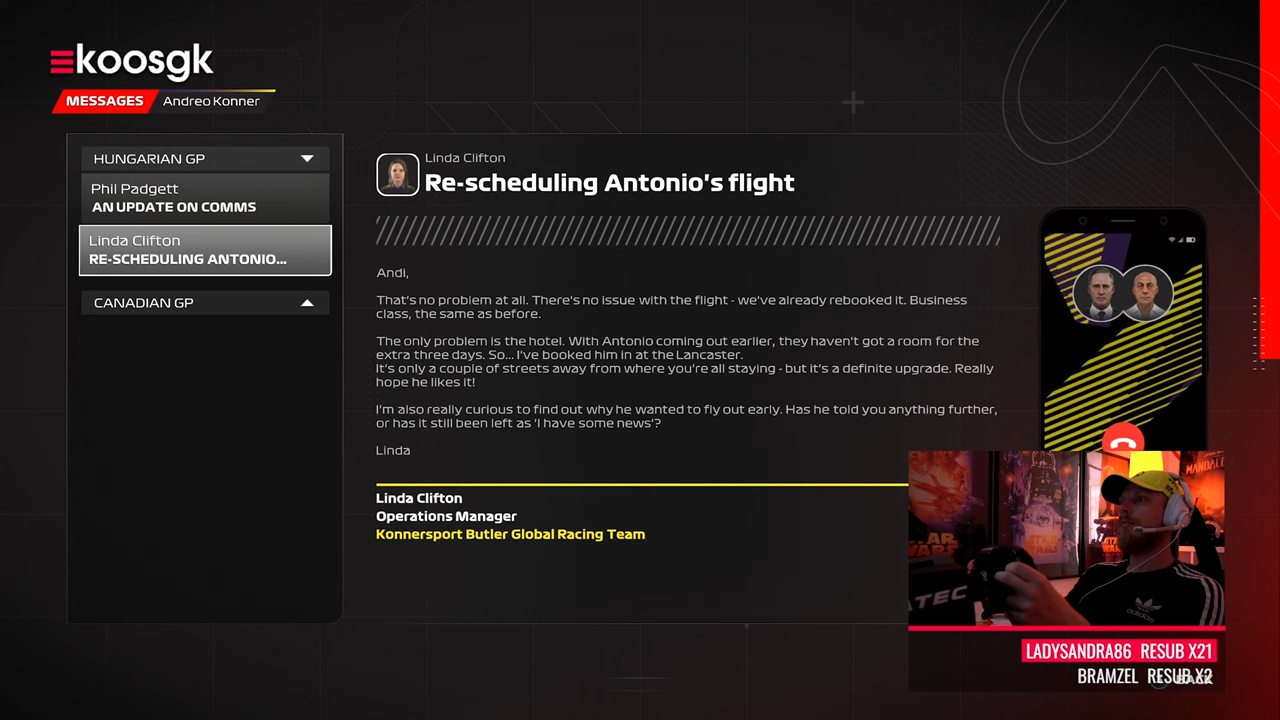 koosgk
MESSAGES Andreo Konner
HUNGARIAN GP
Phil Padgett
AN UPDATE ON COMMS
Linda Clifton
RE-SCHEDULING ANTONIO...
CANADIAN GP
Linda Clifton
Re-scheduling Antonio's flight
Andi,
That's no problem at all. There's no issue with the flight - we've already rebooked it. Business
class, the same as before.
The only problem is the hotel. With Antonio coming out earlier, they haven't got a room for the
extra three days. So... I've booked him in at the Lancaster.
It's only a couple of streets away from where you're all staying - but it's a definite upgrade. Really
hope he likes it!
I'm also really curious to find out why he wanted to fly out early. Has he told you anything further,
or has it still been left as 'I have some news'?
Linda
Linda Clifton
Operations Manager
Konnersport Butler Global Racing Team
MANDAL
STAR
WARS
ATEC
adidas
LADYSANDRA86 RESUB X21
BRAMZEL RESUB X2
BACK